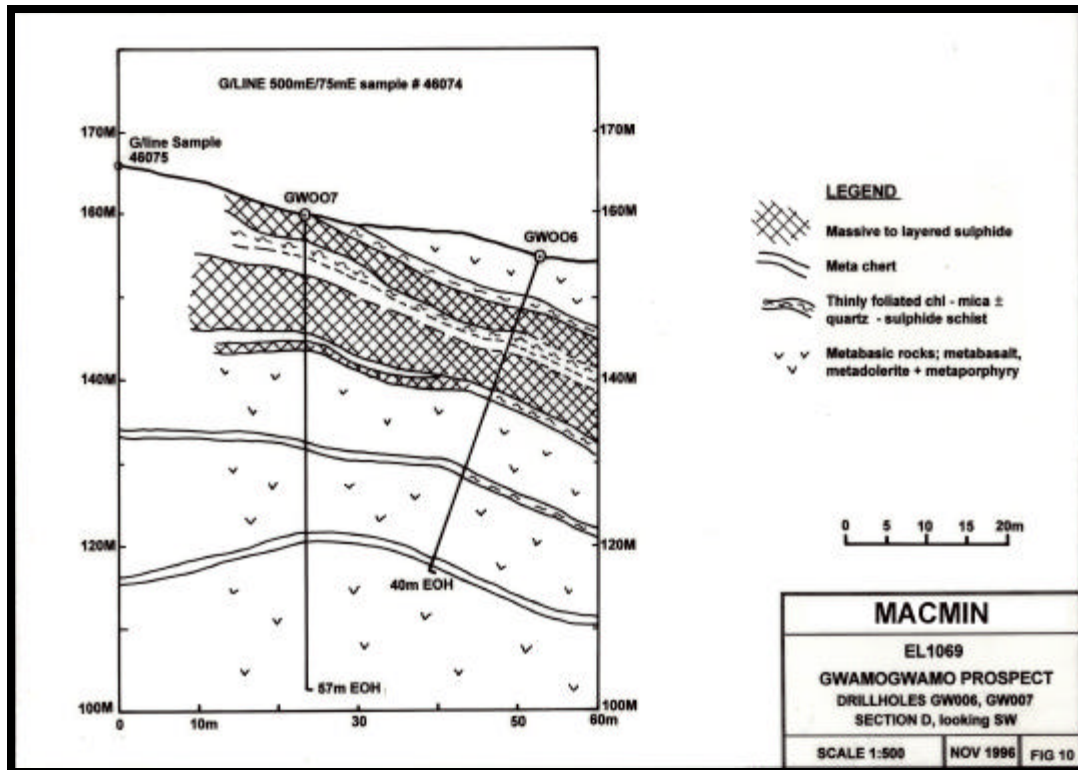 G/LINE 500mE/75mE sample # 46074
170M
170M
G/line Sample
46075
GWOO7
160M
160M
GWOO6
140M
140M
120M
120M
40m EOH
57m EOH
100M
100M
0
10m
30
50
60m
LEGEND
Massive to layered sulphide
Meta chert
Thinly foliated chl - mica ±
quartz - sulphide schist
Metabasic rocks; metabasalt,
metadolerite + metaporphyry
0 5 10 15 20m
MACMIN
EL1069
GWAMOGWAMO PROSPECT
DRILLHOLES GW006, GW007
SECTION D, looking SW
SCALE 1:500
NOV 1996
FIG 10